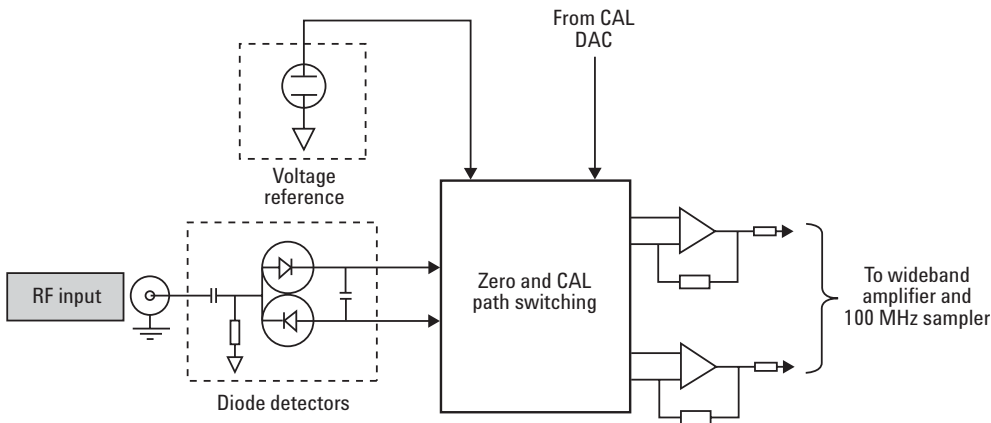 From CAL
DAC
Voltage
reference
RF input
Zero and CAL
path switching
To wideband
amplifier and
100 MHz sampler
Diode detectors